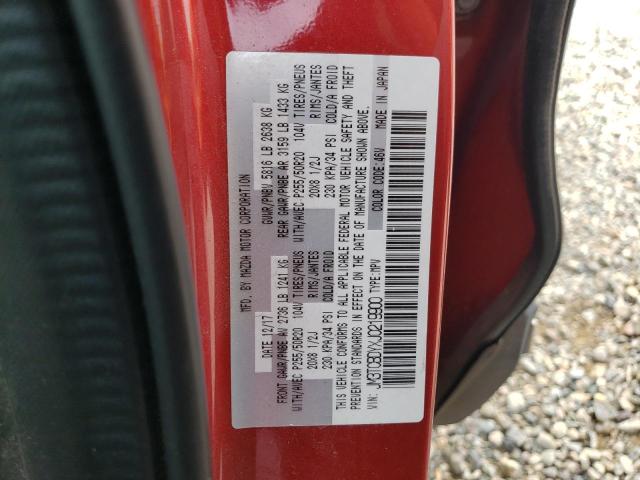 MFD. BY MAZDA MOTOR CORPORATION
DATE 12/17 GVWR/PNBV 5816 LB 2638 KG
FRONT GAWR/PNBE AV 2736 LB 1241 KG REAR GAWR/PNBE AR 3159 LB 1433 KG
WITH/AVEC P255/50R20 104V TIRES/PNEUS WITH/AVEC P255/50R20 104V TIRES/PNEUS
20X8 1/2J RIMS/JANTES 20X8 1/2J RIMS/JANTES
230 KPA/34 PSI COLD/A FROID 230 KPA/34 PSI COLD/A FROID
THIS VEHICLE CONFORMS TO ALL APPLICABLE FEDERAL MOTOR VEHICLE SAFETY AND THEFT
PREVENTION STANDARDS IN EFFECT ON THE DATE OF MANUFACTURE SHOWN ABOVE.
VIN: JM3TCBDYXJ0219900 TYPE:MPV COLOR CODE:46V MADE IN JAPAN